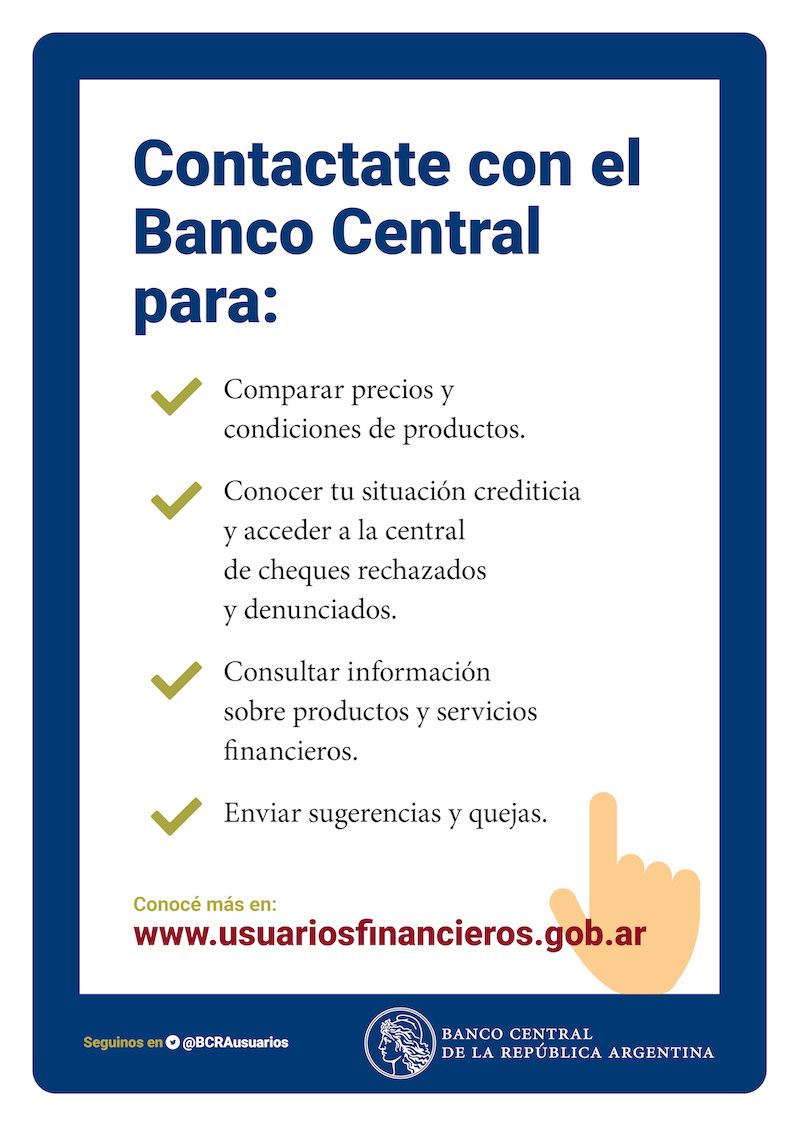 Contactate con el
Banco Central
para:
Comparar precios y
condiciones de productos.
Conocer tu situación crediticia
y acceder a la central
de cheques rechazados
y denunciados.
Consultar información
sobre productos y servicios
financieros.
Enviar sugerencias y quejas.
Conocé más en:
www.usuariosfinancieros.gob.ar
Seguinos en @BCRAusuarios
BANCO CENTRAL
DE LA REPÚBLICA ARGENTINA